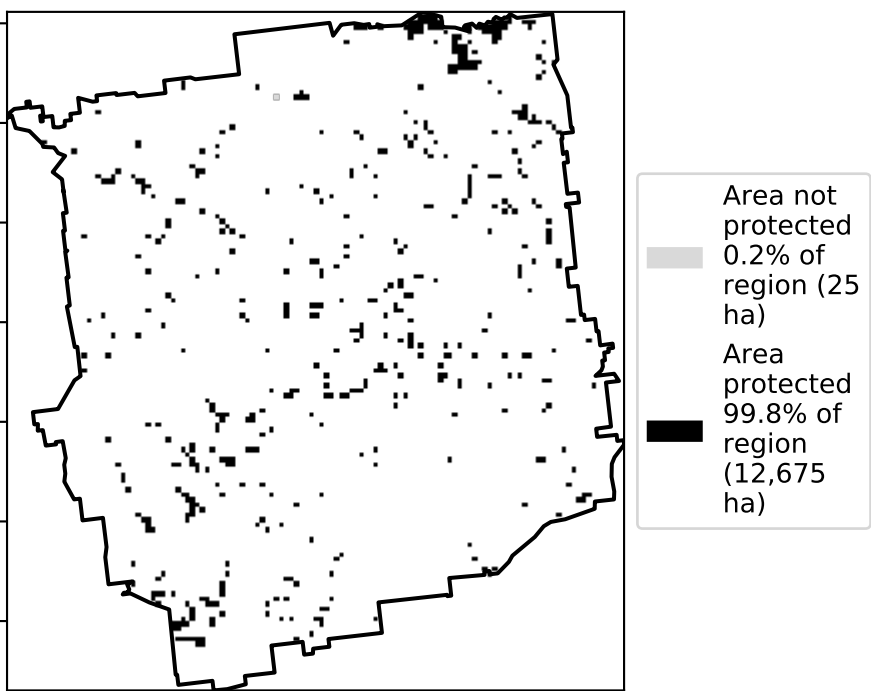 Area not
protected
0.2% of
region (25
ha)
Area
protected
99.8% of
region
(12,675
ha)